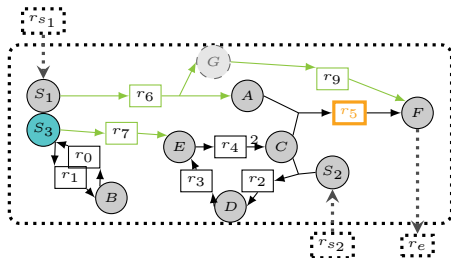 r_{s_1}
G
r_9
S_1
r_6
A
r_5
F
S_3
r_7
E
r_4
2
C
r_0
r_1
r_3
r_2
S_2
B
D
r_{s_2}
r_e